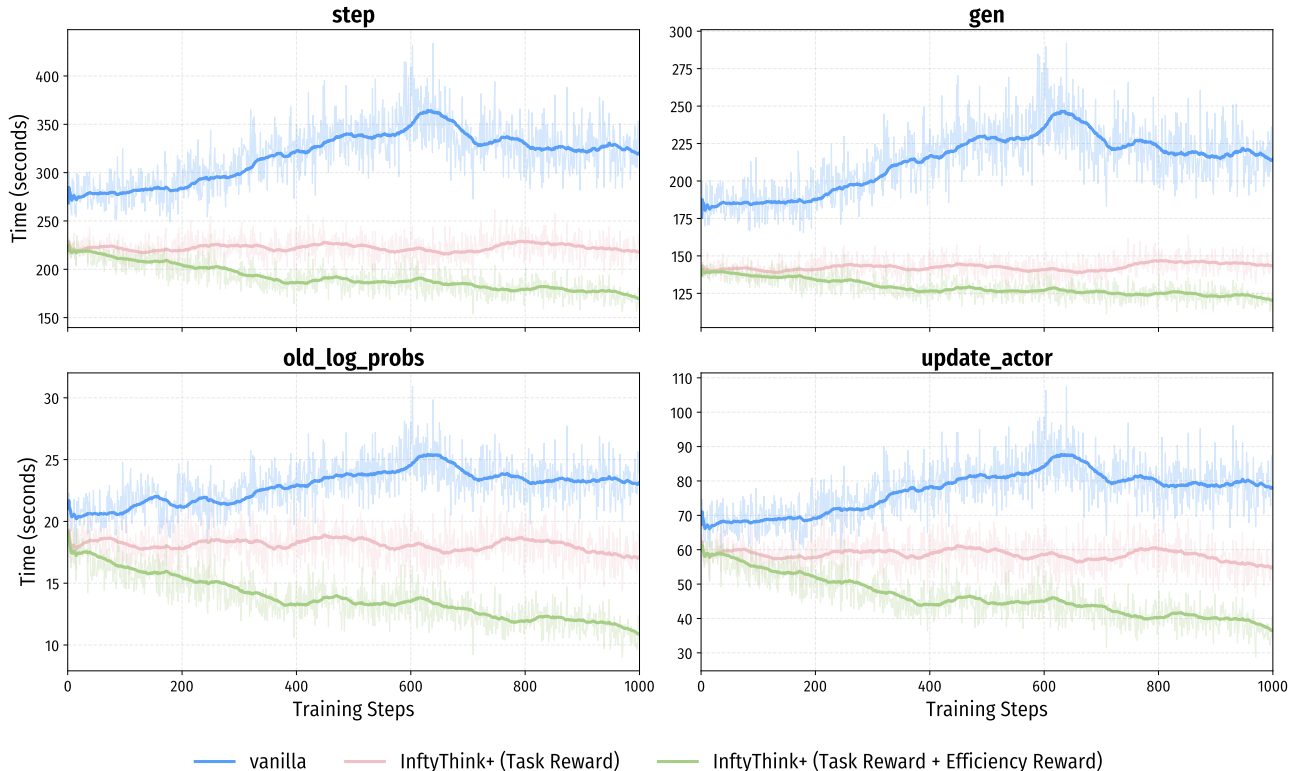 step
gen
Time (seconds)
400
350
300
250
200
150
300
275
250
225
200
175
150
125
old_log_probs
update_actor
Time (seconds)
30
25
20
15
10
110
100
90
80
70
60
50
40
30
0 200 400 600 800 1000
0 200 400 600 800 1000
Training Steps
Training Steps
vanilla InftyThink+ (Task Reward) InftyThink+ (Task Reward + Efficiency Reward)